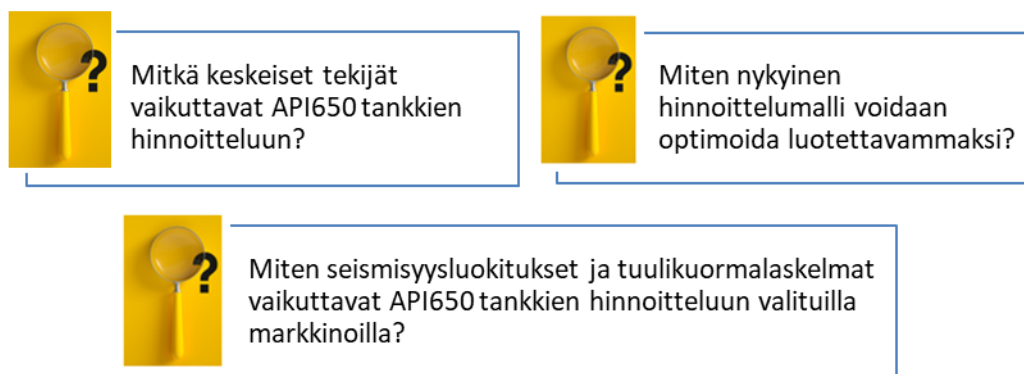 Mitkä keskeiset tekijät
vaikuttavat API650 tankkien
hinnoitteluun?
Miten nykyinen
hinnoittelumalli voidaan
optimoida luotettavammaksi?
Miten seismisyysluokitukset ja tuulikuormalaskelmat
vaikuttavat API650 tankkien hinnoitteluun valituilla
markkinoilla?